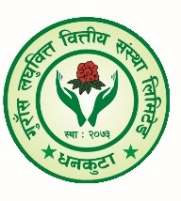 गुराँस लघुवित्त वित्तीय संस्था लिमिटेड
स्था : २०७३
धनकुटा